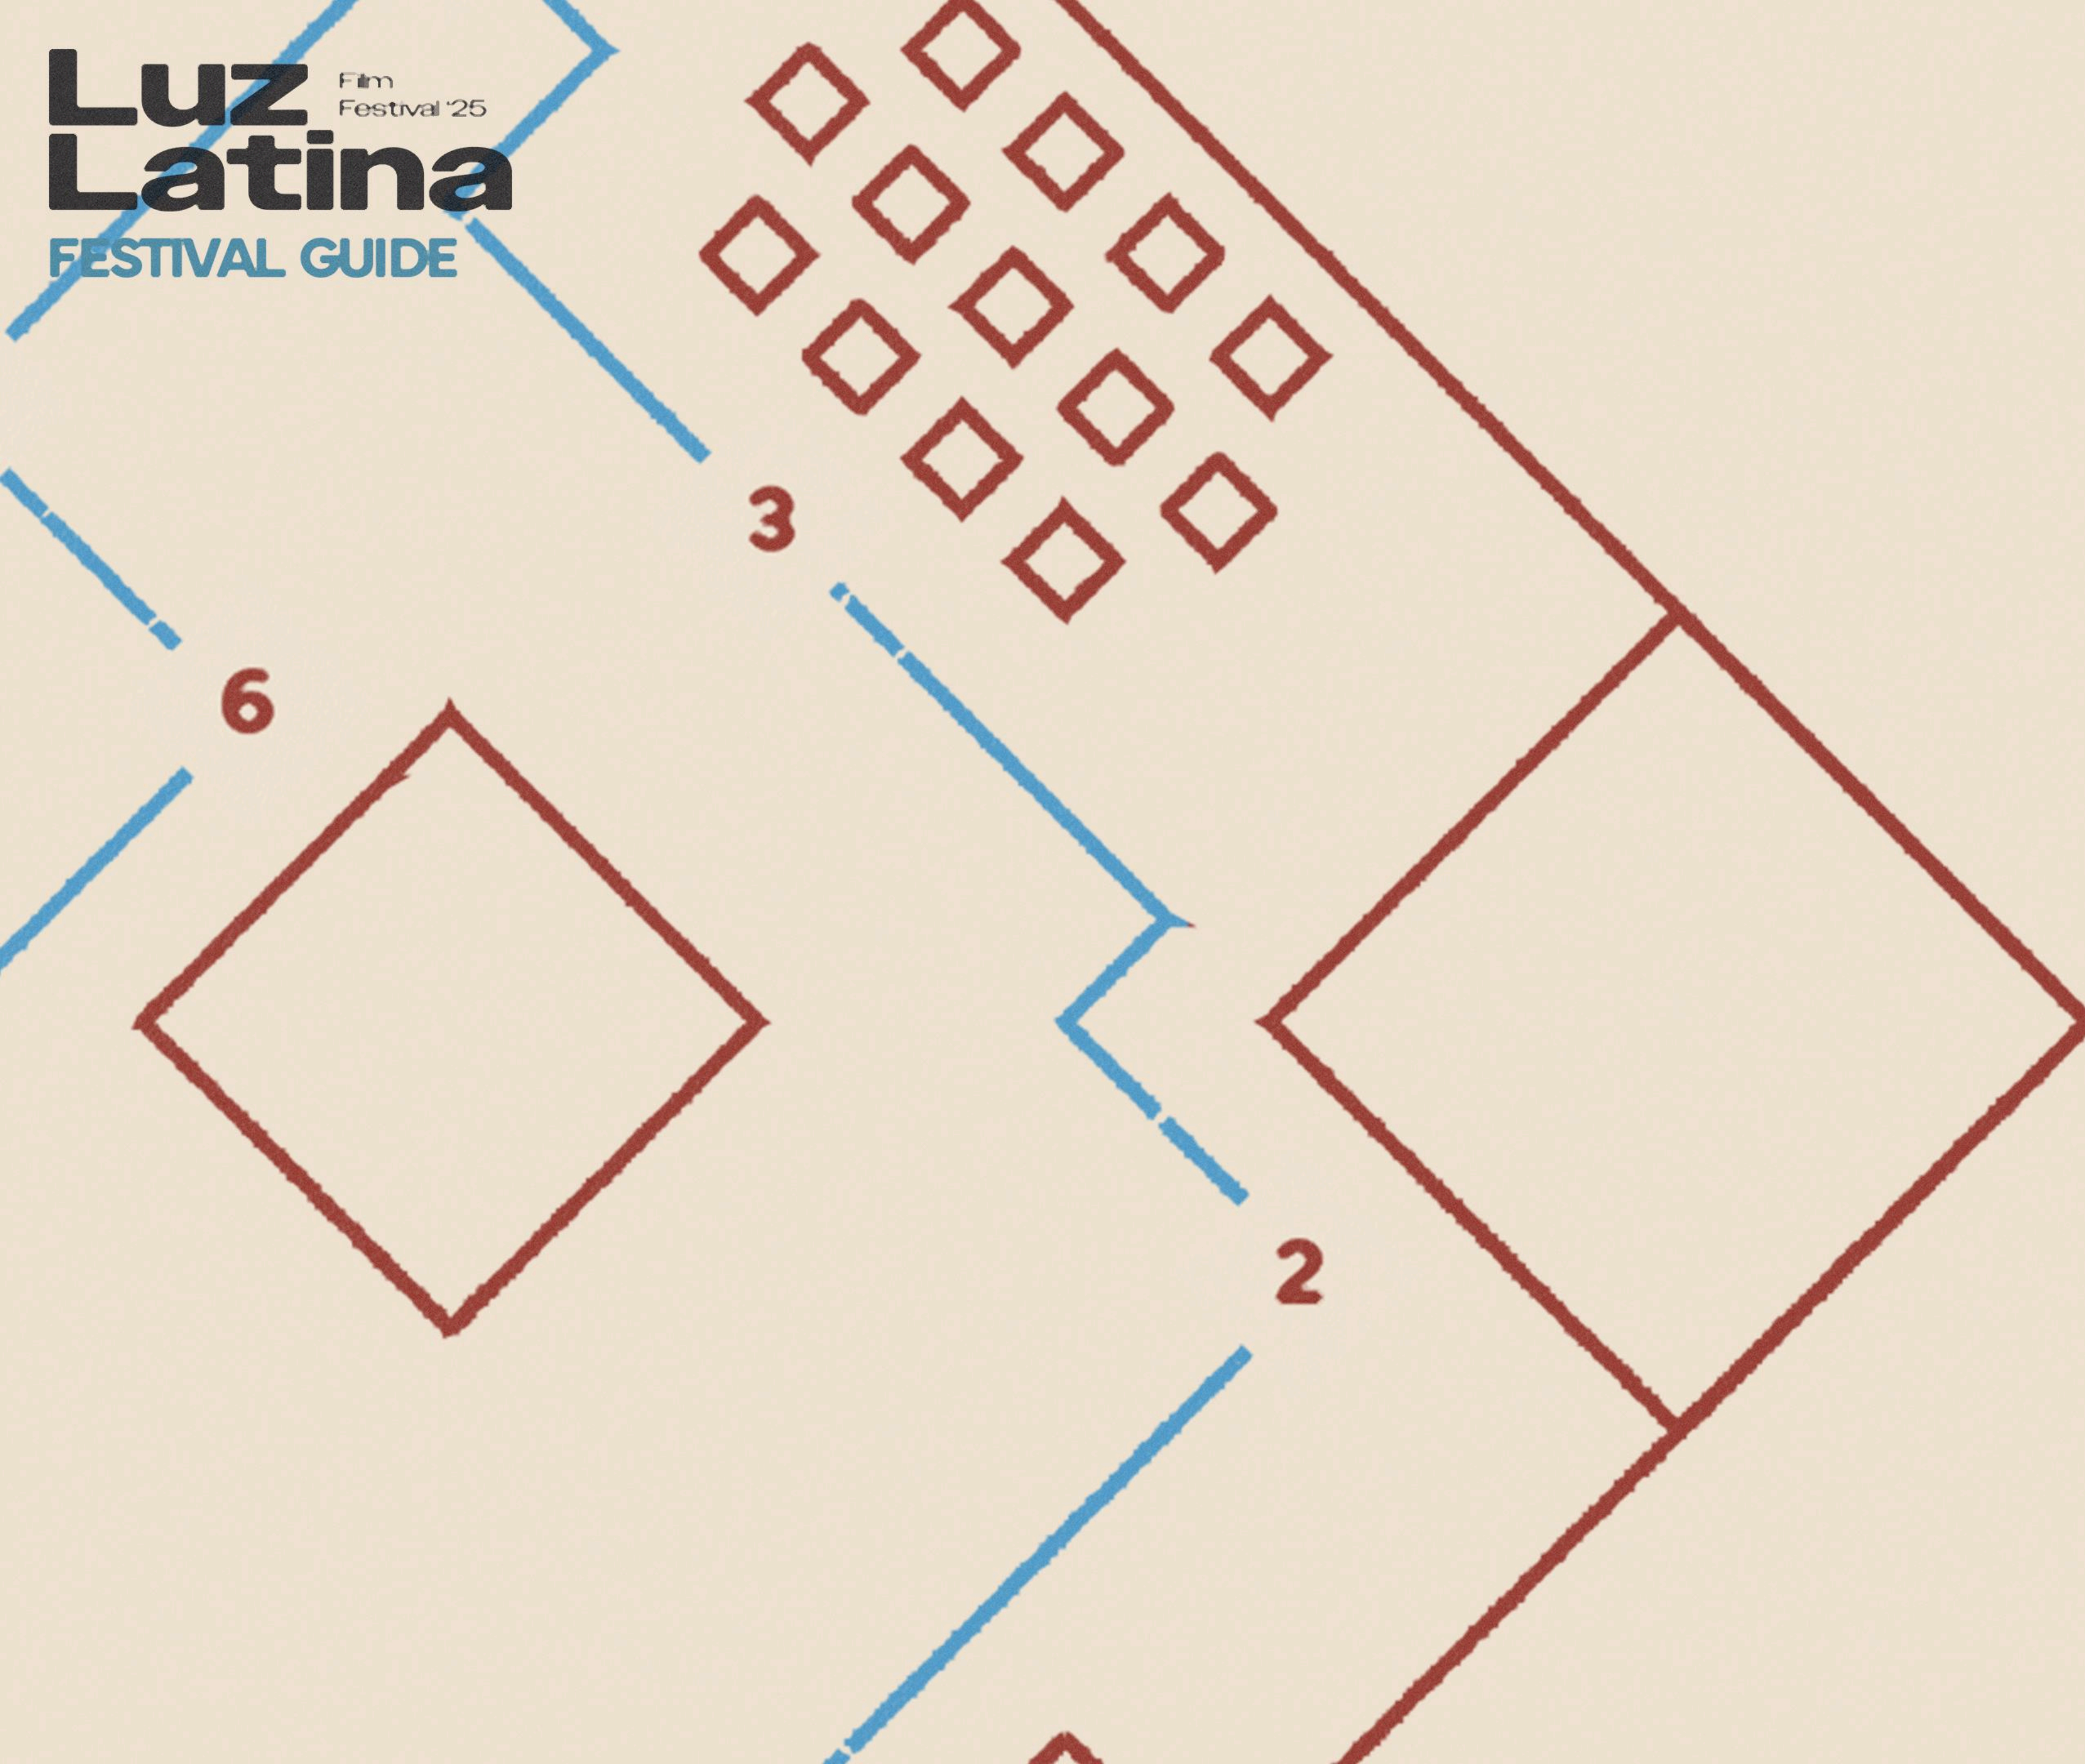 Luz
Film
Festival '25
Latina
FESTIVAL GUIDE
3
6
2